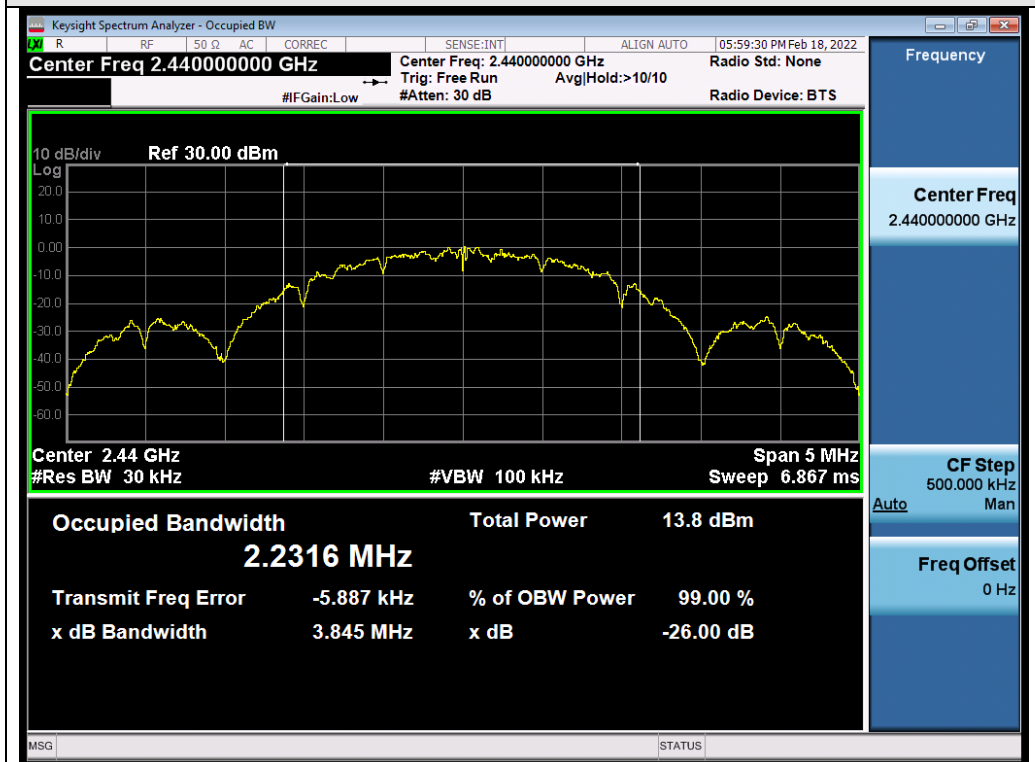 Keysight Spectrum Analyzer - Occupied BW
LXI R RF 50 Ω AC CORREC SENSE:INT ALIGN AUTO 05:59:30 PM Feb 18, 2022
Center Freq 2.440000000 GHz Center Freq: 2.440000000 GHz Radio Std: None
Trig: Free Run Avg|Hold:>10/10
#IFGain:Low #Atten: 30 dB Radio Device: BTS
10 dB/div Ref 30.00 dBm
Log
20.0
10.0
0.00
-10.0
-20.0
-30.0
-40.0
-50.0
-60.0
Center 2.44 GHz Span 5 MHz
#Res BW 30 kHz #VBW 100 kHz Sweep 6.867 ms
Occupied Bandwidth Total Power 13.8 dBm
2.2316 MHz
Transmit Freq Error -5.887 kHz % of OBW Power 99.00 %
x dB Bandwidth 3.845 MHz x dB -26.00 dB
Frequency
Center Freq
2.440000000 GHz
CF Step
500.000 kHz
Auto Man
Freq Offset
0 Hz
MSG STATUS